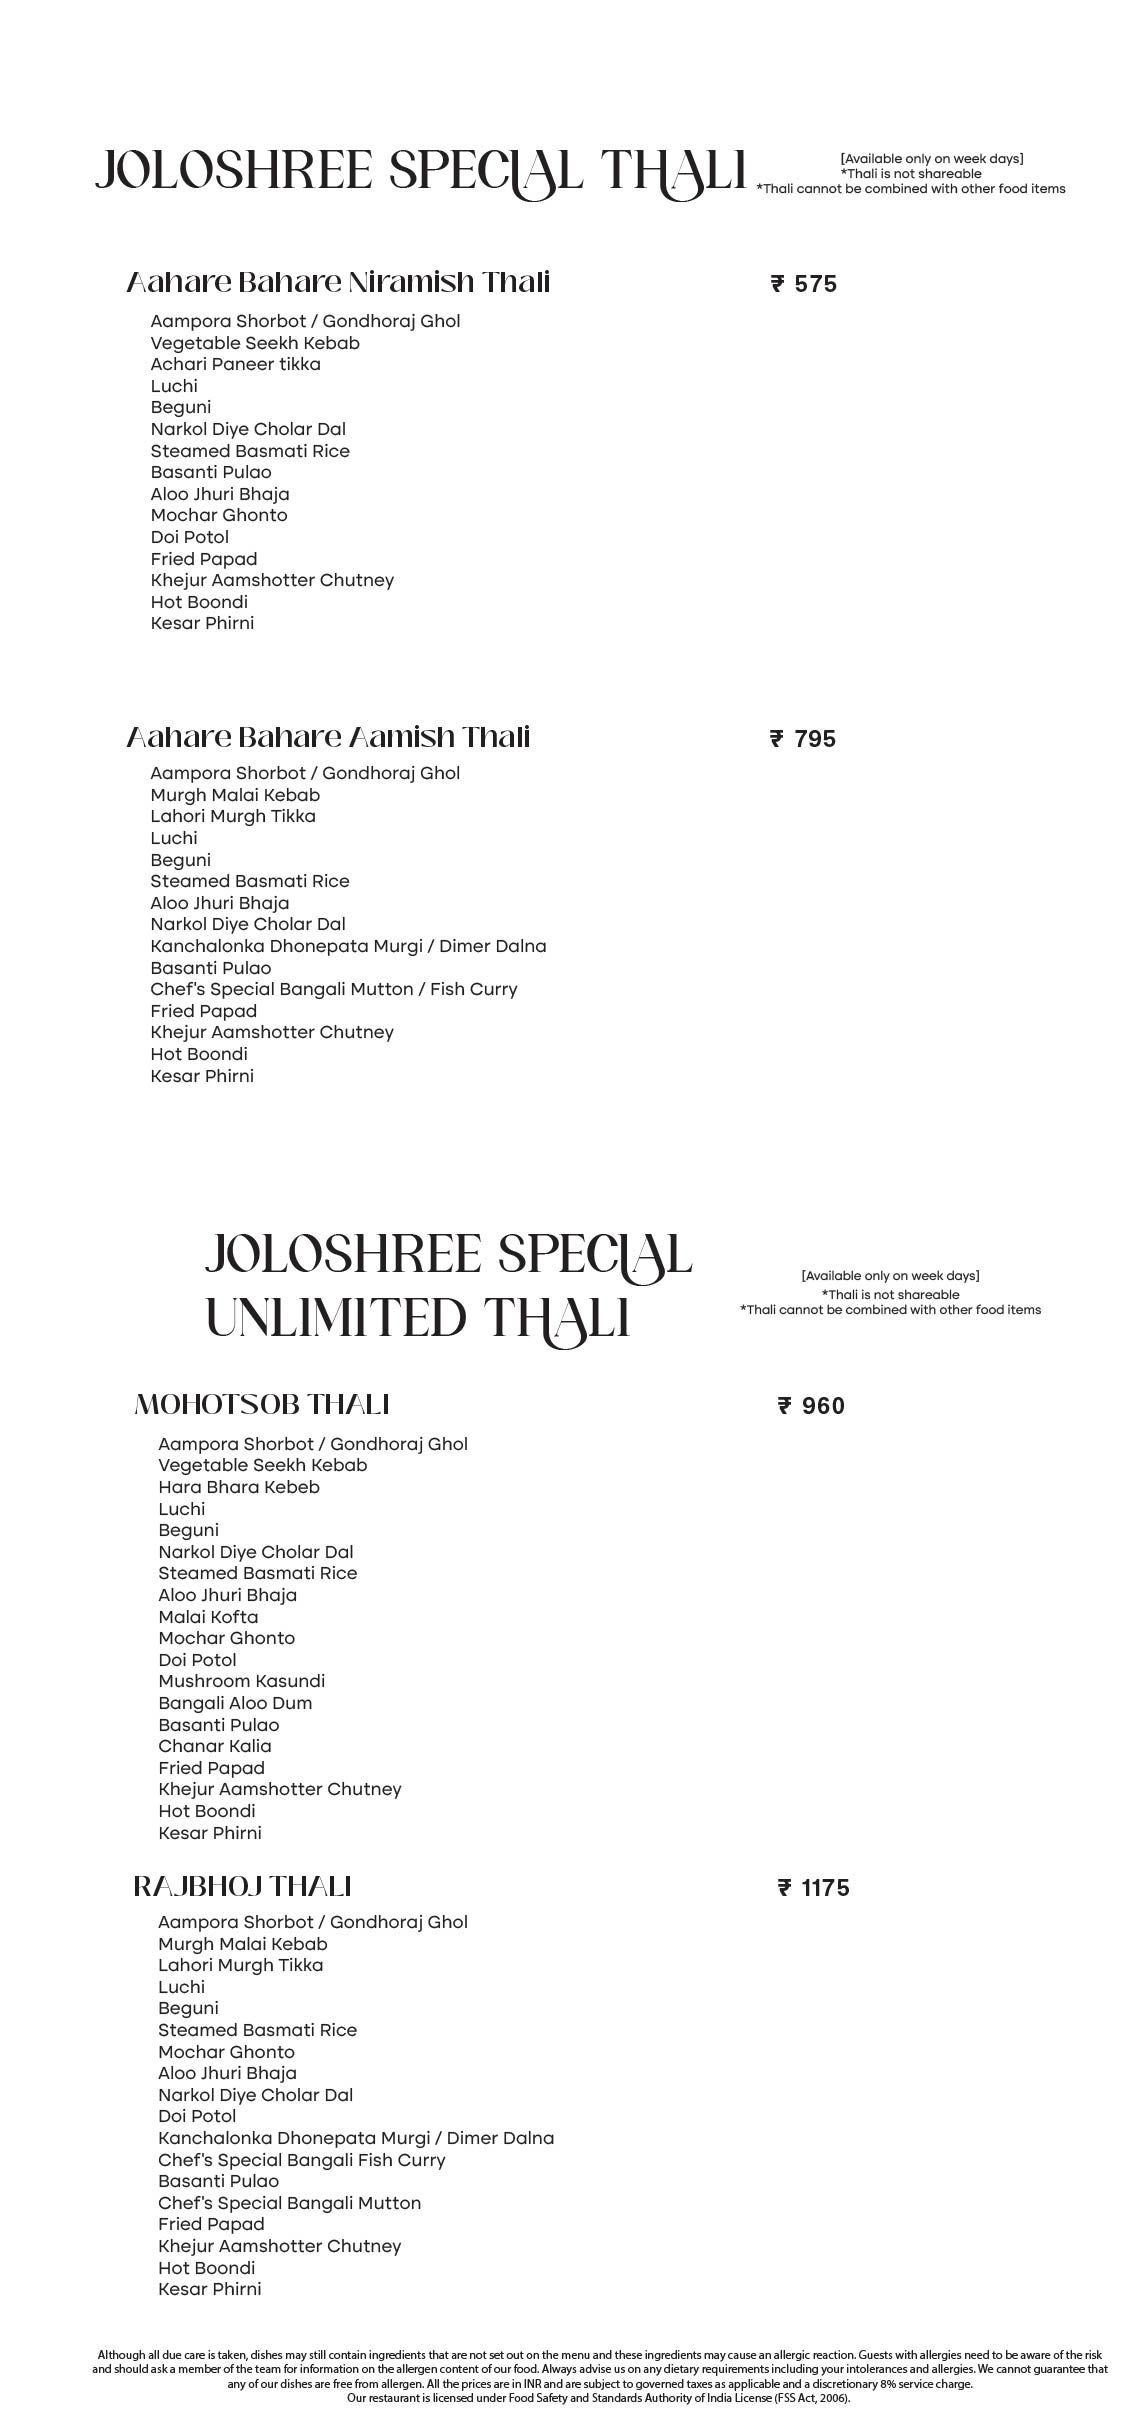 JOLOSHREE SPECIAL THALI
[Available only on week days]
*Thali is not shareable
*Thali cannot be combined with other food items
Aahare Bahare Niramish Thali ₹ 575
Aampora Shorbot / Gondhoraj Ghol
Vegetable Seekh Kebab
Achari Paneer tikka
Luchi
Beguni
Narkol Diye Cholar Dal
Steamed Basmati Rice
Basanti Pulao
Aloo Jhuri Bhaja
Mochar Ghonto
Doi Potol
Fried Papad
Khejur Aamshotter Chutney
Hot Boondi
Kesar Phirni
Aahare Bahare Aamish Thali ₹ 795
Aampora Shorbot / Gondhoraj Ghol
Murgh Malai Kebab
Lahori Murgh Tikka
Luchi
Beguni
Steamed Basmati Rice
Aloo Jhuri Bhaja
Narkol Diye Cholar Dal
Kanchalonka Dhonepata Murgi / Dimer Dalna
Basanti Pulao
Chef's Special Bangali Mutton / Fish Curry
Fried Papad
Khejur Aamshotter Chutney
Hot Boondi
Kesar Phirni
JOLOSHREE SPECIAL
UNLIMITED THALI
[Available only on week days]
*Thali is not shareable
*Thali cannot be combined with other food items
MOHOTSOB THALI ₹ 960
Aampora Shorbot / Gondhoraj Ghol
Vegetable Seekh Kebab
Hara Bhara Kebeb
Luchi
Beguni
Narkol Diye Cholar Dal
Steamed Basmati Rice
Aloo Jhuri Bhaja
Malai Kofta
Mochar Ghonto
Doi Potol
Mushroom Kasundi
Bangali Aloo Dum
Basanti Pulao
Chanar Kalia
Fried Papad
Khejur Aamshotter Chutney
Hot Boondi
Kesar Phirni
RAJBHOJ THALI ₹ 1175
Aampora Shorbot / Gondhoraj Ghol
Murgh Malai Kebab
Lahori Murgh Tikka
Luchi
Beguni
Steamed Basmati Rice
Mochar Ghonto
Aloo Jhuri Bhaja
Narkol Diye Cholar Dal
Doi Potol
Kanchalonka Dhonepata Murgi / Dimer Dalna
Chef's Special Bangali Fish Curry
Basanti Pulao
Chef's Special Bangali Mutton
Fried Papad
Khejur Aamshotter Chutney
Hot Boondi
Kesar Phirni
Although all due care is taken, dishes may still contain ingredients that are not set out on the menu and these ingredients may cause an allergic reaction. Guests with allergies need to be aware of the risk
and should ask a member of the team for information on the allergen content of our food. Always advise us on any dietary requirements including your intolerances and allergies. We cannot guarantee that
any of our dishes are free from allergen. All the prices are in INR and are subject to governed taxes as applicable and a discretionary 8% service charge.
Our restaurant is licensed under Food Safety and Standards Authority of India License (FSS Act, 2006).